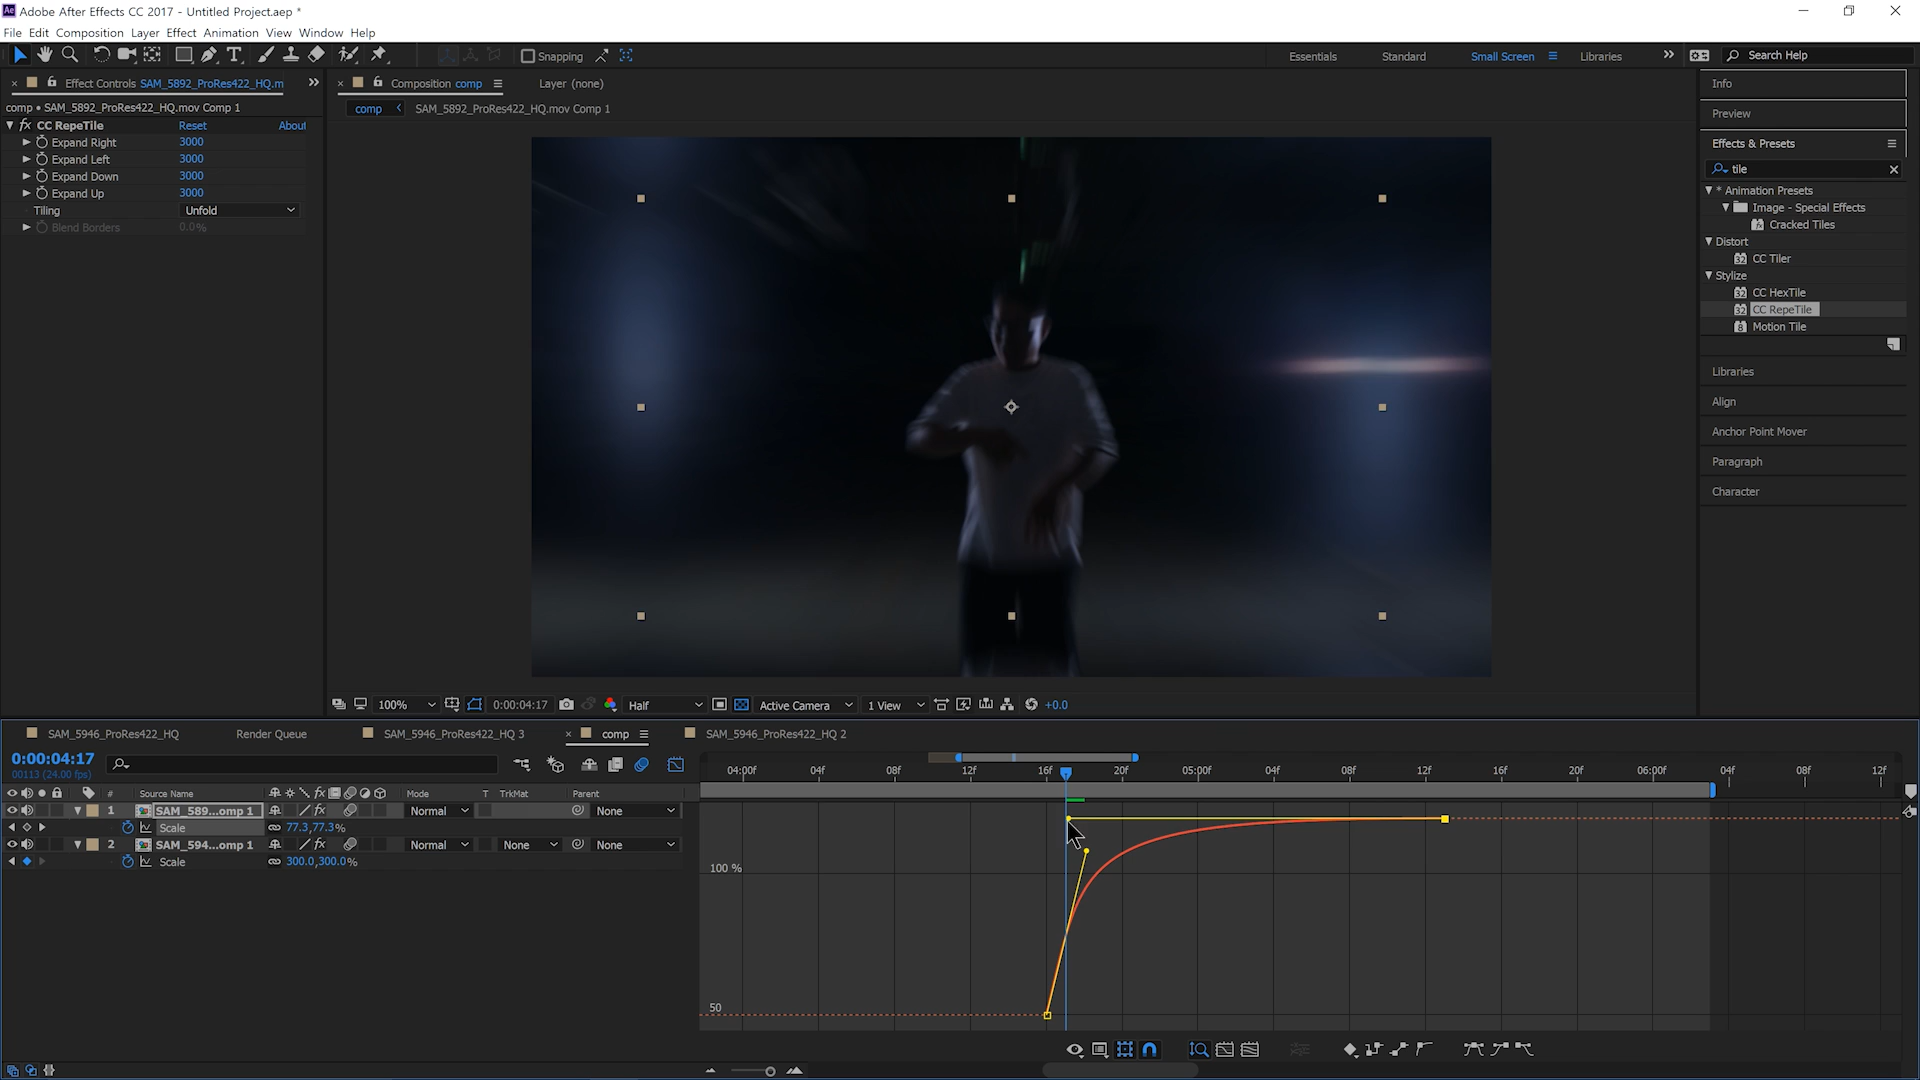 Adobe After Effects CC 2017 - Untitled Project.aep *
File Edit Composition Layer Effect Animation View Window Help
Snapping
Essentials Standard Small Screen Libraries Search Help
Effect Controls SAM_5892_ProRes422_HQ.m
comp • SAM_5892_ProRes422_HQ.mov Comp 1
fx CC RepeTile Reset About
Expand Right 3000
Expand Left 3000
Expand Down 3000
Expand Up 3000
Tiling Unfold
Blend Borders 0.0%
Composition comp Layer (none)
comp SAM_5892_ProRes422_HQ.mov Comp 1
100% 0:00:04:17 Half Active Camera 1 View +0.0
Info
Preview
Effects & Presets
tile
* Animation Presets
Image - Special Effects
Cracked Tiles
Distort
CC Tiler
Stylize
CC HexTile
CC RepeTile
Motion Tile
Libraries
Align
Anchor Point Mover
Paragraph
Character
SAM_5946_ProRes422_HQ Render Queue SAM_5946_ProRes422_HQ 3 comp SAM_5946_ProRes422_HQ 2
0:00:04:17
00113 (24.00 fps)
# Source Name Mode T TrkMat Parent
1 SAM_589...omp 1 Normal None
Scale 77.3,77.3%
2 SAM_594...omp 1 Normal None None
Scale 300.0,300.0%
04:00f 04f 08f 12f 16f 20f 05:00f 04f 08f 12f 16f 20f 06:00f 04f 08f 12f
100 %
50